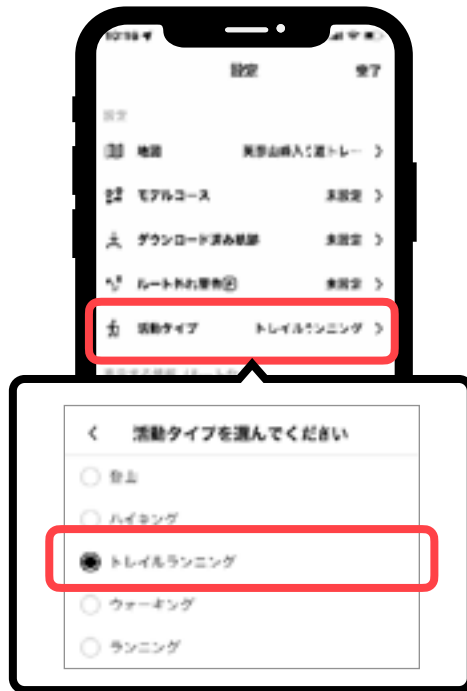 設定
完了
設定
地図
モデルコース 未設定
ダウンロード済み軌跡 未設定
ルート外れ警告 未設定
活動タイプ トレイルランニング
活動タイプを選んでください
登山
ハイキング
トレイルランニング
ウォーキング
ランニング